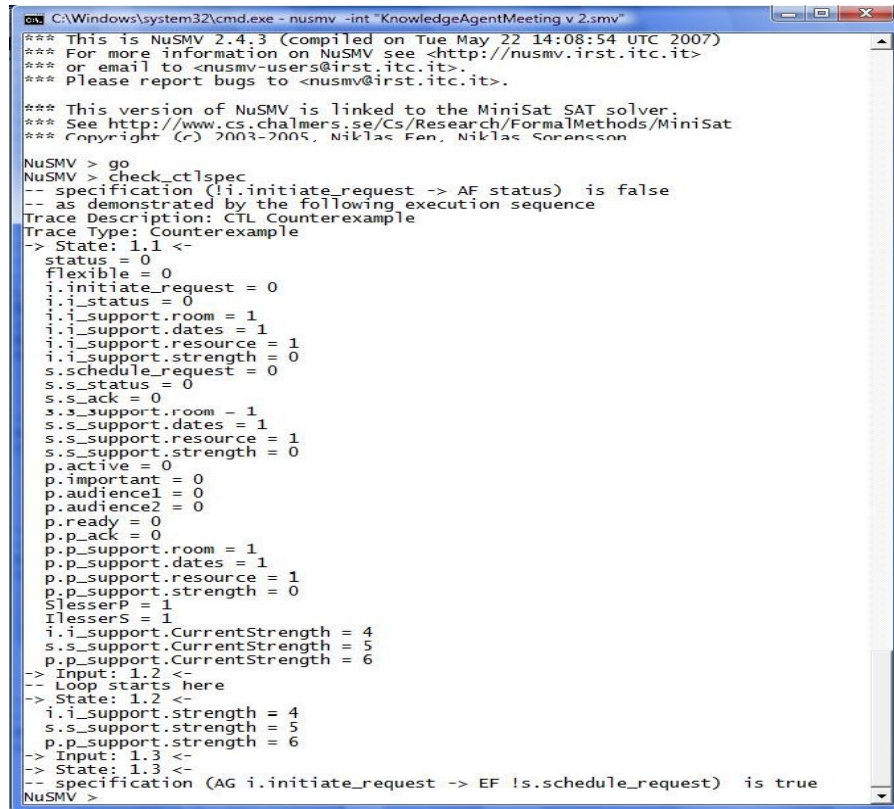 C:\Windows\system32\cmd.exe - nusmv -int "KnowledgeAgentMeeting v 2.smv"
*** This is NuSMV 2.4.3 (compiled on Tue May 22 14:08:54 UTC 2007)
*** For more information on NuSMV see <http://nusmv.irst.itc.it>
*** or email to <nusmv-users@irst.itc.it>.
*** Please report bugs to <nusmv@irst.itc.it>.
*** This version of NuSMV is linked to the MiniSat SAT solver.
*** See http://www.cs.chalmers.se/Cs/Research/FormalMethods/MiniSat
*** Copyright (c) 2003-2005, Niklas Een, Niklas Sorensson
NuSMV > go
NuSMV > check_ctlspec
-- specification (!i.initiate_request -> AF status)  is false
-- as demonstrated by the following execution sequence
Trace Description: CTL Counterexample
Trace Type: Counterexample
-> State: 1.1 <-
status = 0
flexible = 0
i.initiate_request = 0
i.i_status = 0
i.i_support.room = 1
i.i_support.dates = 1
i.i_support.resource = 1
i.i_support.strength = 0
s.schedule_request = 0
s.s_status = 0
s.s_ack = 0
s.s_support.room = 1
s.s_support.dates = 1
s.s_support.resource = 1
s.s_support.strength = 0
p.active = 0
p.important = 0
p.audience1 = 0
p.audience2 = 0
p.ready = 0
p.p_ack = 0
p.p_support.room = 1
p.p_support.dates = 1
p.p_support.resource = 1
p.p_support.strength = 0
SlesserP = 1
IlesserS = 1
i.i_support.CurrentStrength = 4
s.s_support.CurrentStrength = 5
p.p_support.CurrentStrength = 6
-> Input: 1.2 <-
-- Loop starts here
-> State: 1.2 <-
i.i_support.strength = 4
s.s_support.strength = 5
p.p_support.strength = 6
-> Input: 1.3 <-
-> State: 1.3 <-
-- specification (AG i.initiate_request -> EF !s.schedule_request)  is true
NuSMV >